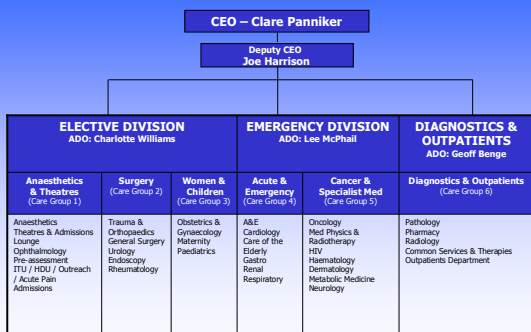 CEO – Clare Panniker
Deputy CEO
Joe Harrison
ELECTIVE DIVISION
ADO: Charlotte Williams
EMERGENCY DIVISION
ADO: Lee McPhail
DIAGNOSTICS &
OUTPATIENTS
ADO: Geoff Benge
Anaesthetics
& Theatres
(Care Group 1)
Surgery
(Care Group 2)
Women &
Children
(Care Group 3)
Acute &
Emergency
(Care Group 4)
Cancer &
Specialist Med
(Care Group 5)
Diagnostics & Outpatients
(Care Group 6)
Anaesthetics
Theatres & Admissions
Lounge
Ophthalmology
Pre-assessment
ITU / HDU / Outreach
/ Acute Pain
Admissions
Trauma &
Orthopaedics
General Surgery
Urology
Endoscopy
Rheumatology
Obstetrics &
Gynaecology
Maternity
Paediatrics
A&E
Cardiology
Care of the
Elderly
Gastro
Renal
Respiratory
Oncology
Med Physics &
Radiotherapy
HIV
Haematology
Dermatology
Metabolic Medicine
Neurology
Pathology
Pharmacy
Radiology
Common Services & Therapies
Outpatients Department